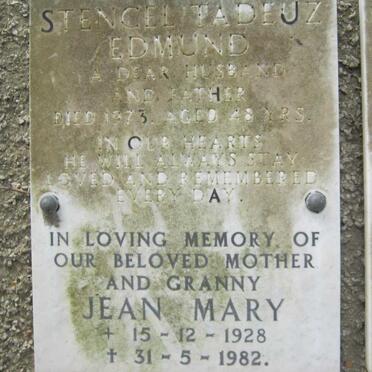 STENCEL TADEUZ
EDMUND
A DEAR HUSBAND
AND FATHER
DIED 1973. AGED 48 YRS.
IN OUR HEARTS
HE WILL ALWAYS STAY
LOVED AND REMEMBERED
EVERY DAY.
IN LOVING MEMORY OF
OUR BELOVED MOTHER
AND GRANNY
JEAN MARY
+ 15 - 12 - 1928
† 31 - 5 - 1982.